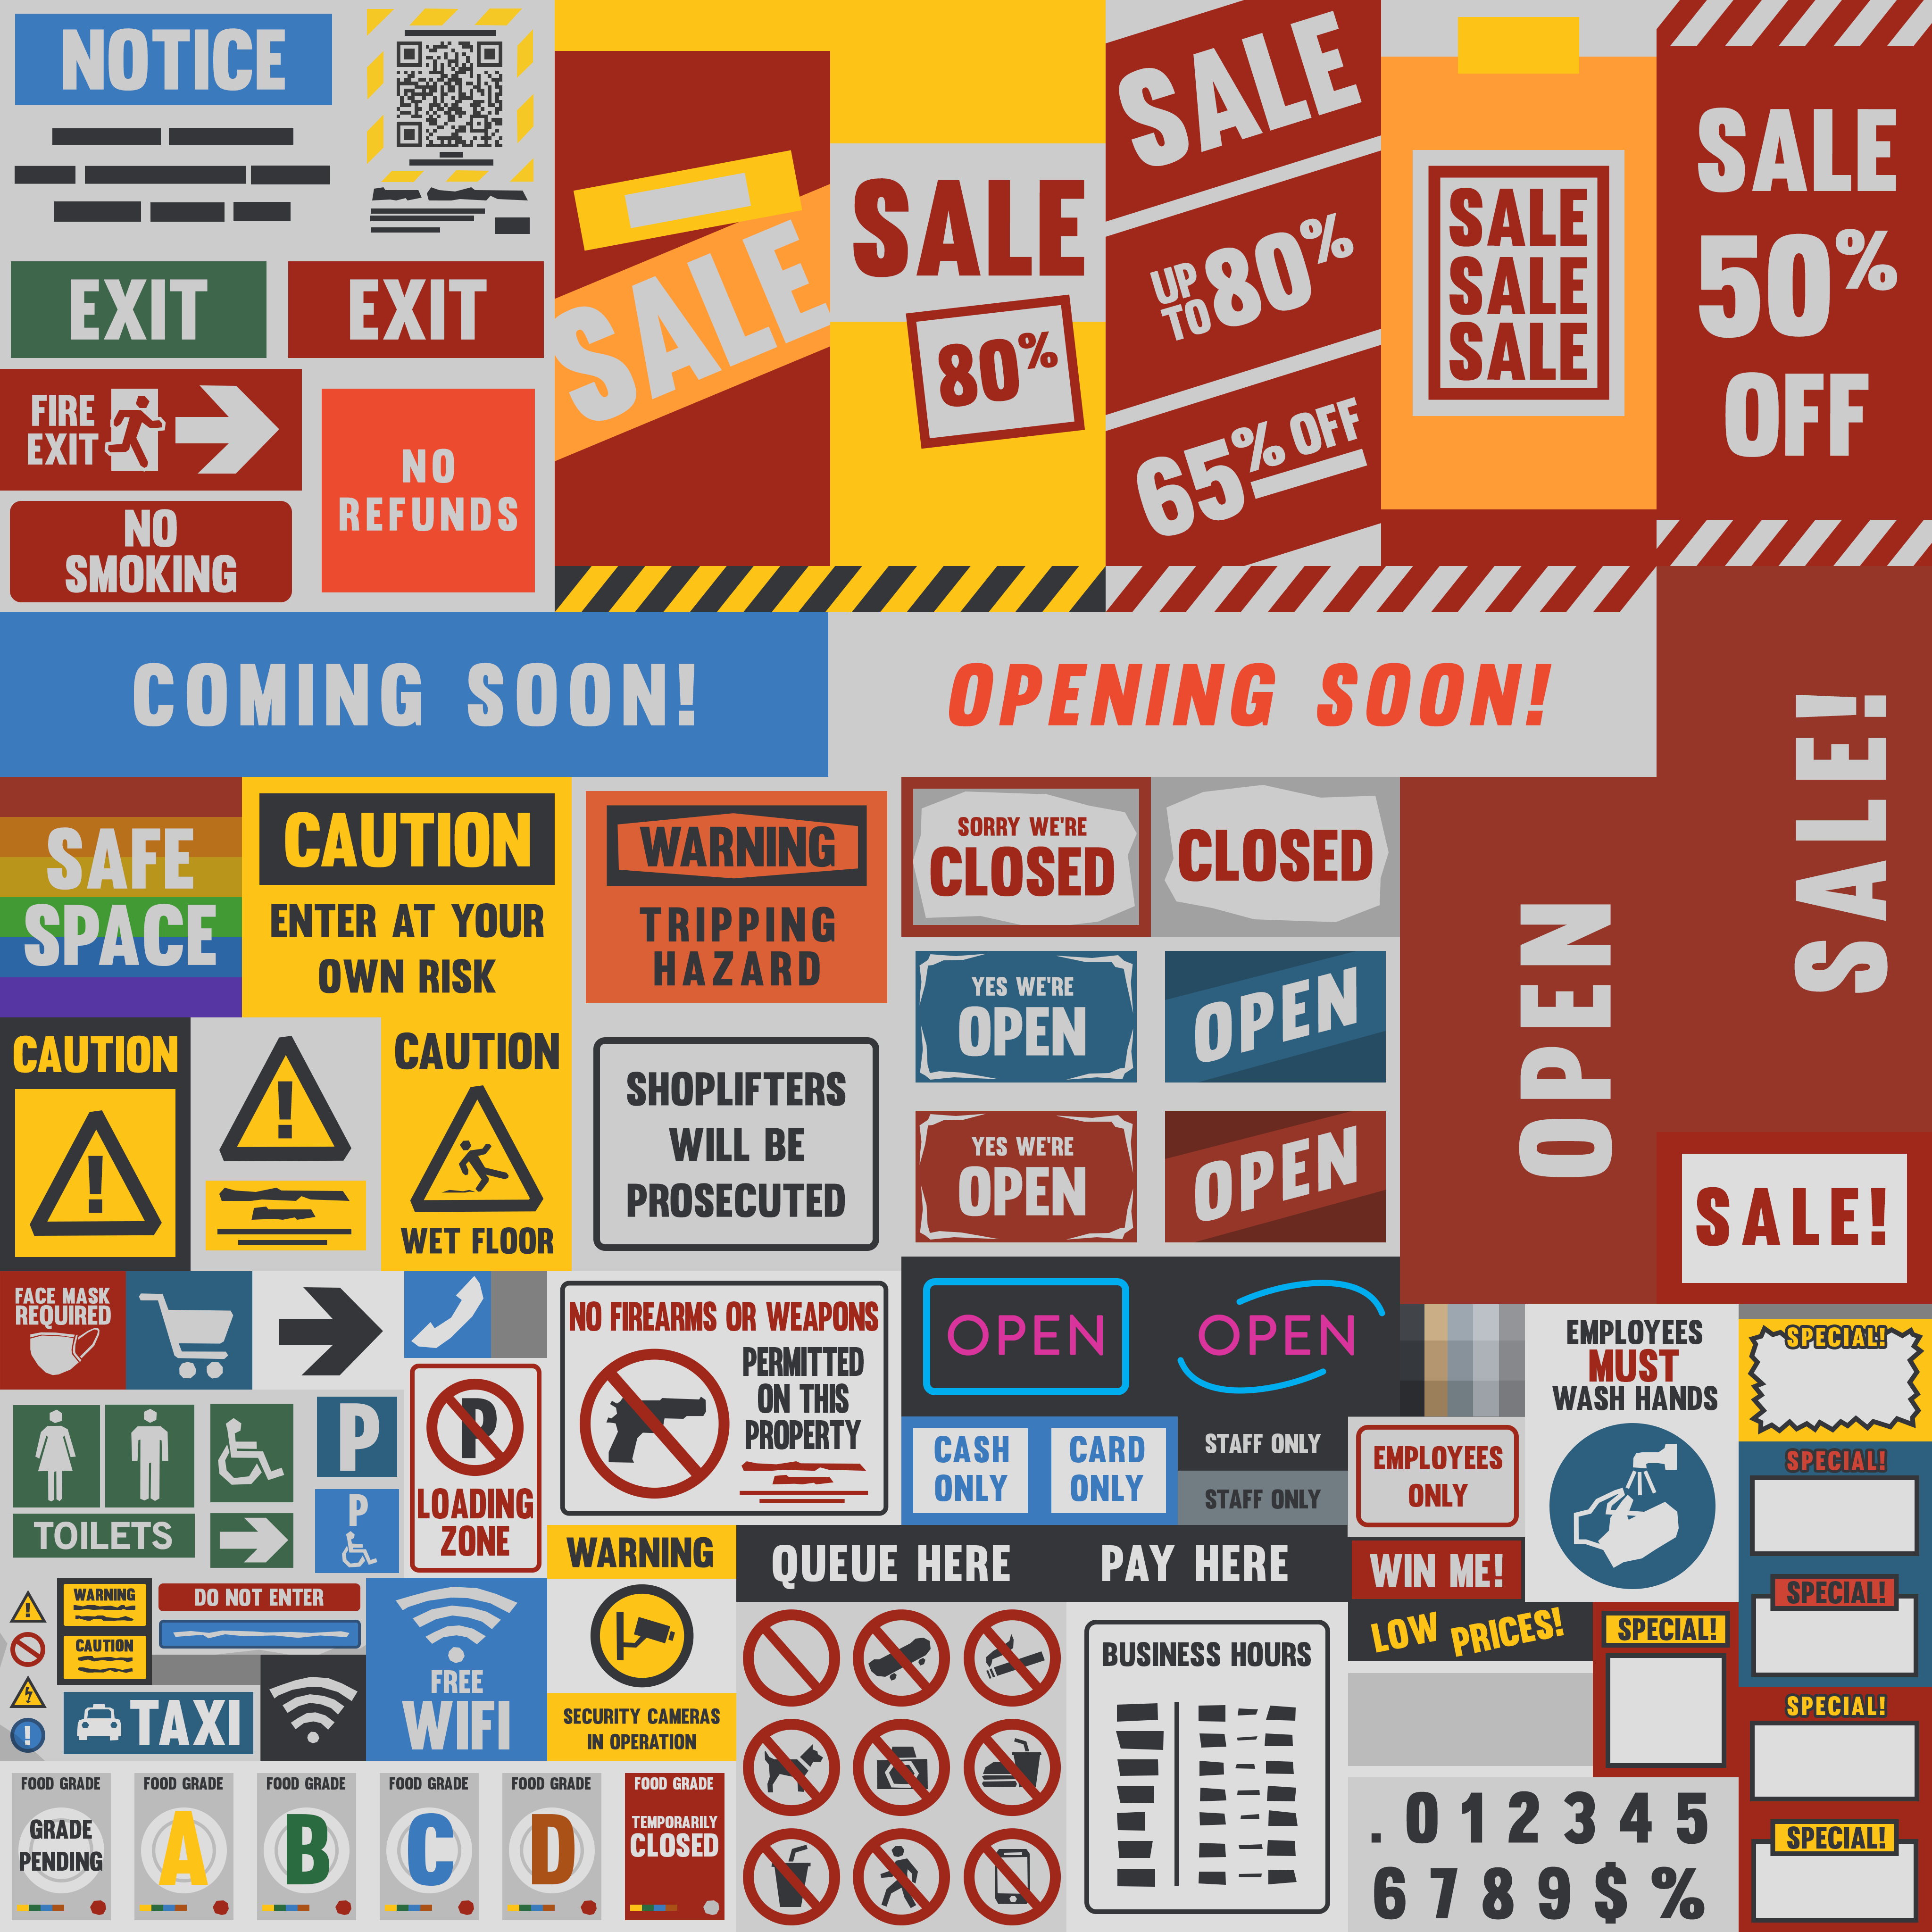 NOTICE
EXIT
EXIT
FIRE
EXIT
NO
REFUNDS
NO
SMOKING
SALE
SALE
80%
SALE
UP
TO 80%
65% OFF
SALE
SALE
SALE
SALE
50%
OFF
COMING SOON!
OPENING SOON!
SALE!
SAFE
SPACE
CAUTION
ENTER AT YOUR
OWN RISK
WARNING
TRIPPING
HAZARD
SORRY WE'RE
CLOSED
CLOSED
YES WE'RE
OPEN
OPEN
YES WE'RE
OPEN
OPEN
OPEN
SALE!
CAUTION
CAUTION
WET FLOOR
SHOPLIFTERS
WILL BE
PROSECUTED
FACE MASK
REQUIRED
NO FIREARMS OR WEAPONS
PERMITTED
ON THIS
PROPERTY
OPEN
OPEN
EMPLOYEES
MUST
WASH HANDS
SPECIAL!
SPECIAL!
SPECIAL!
SPECIAL!
SPECIAL!
TOILETS
P
P
P
LOADING
ZONE
CASH
ONLY
CARD
ONLY
STAFF ONLY
STAFF ONLY
EMPLOYEES
ONLY
WIN ME!
WARNING
SECURITY CAMERAS
IN OPERATION
QUEUE HERE
PAY HERE
WARNING
CAUTION
DO NOT ENTER
TAXI
FREE
WIFI
BUSINESS HOURS
LOW PRICES!
SPECIAL!
FOOD GRADE
GRADE
PENDING
FOOD GRADE
A
FOOD GRADE
B
FOOD GRADE
C
FOOD GRADE
D
FOOD GRADE
TEMPORARILY
CLOSED
. 0 1 2 3 4 5
6 7 8 9 $ %